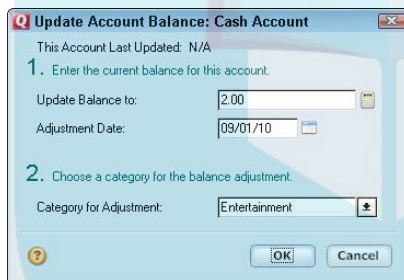 Update Account Balance: Cash Account
This Account Last Updated: N/A
1. Enter the current balance for this account.
Update Balance to: 2.00
Adjustment Date: 09/01/10
2. Choose a category for the balance adjustment.
Category for Adjustment: Entertainment
OK Cancel